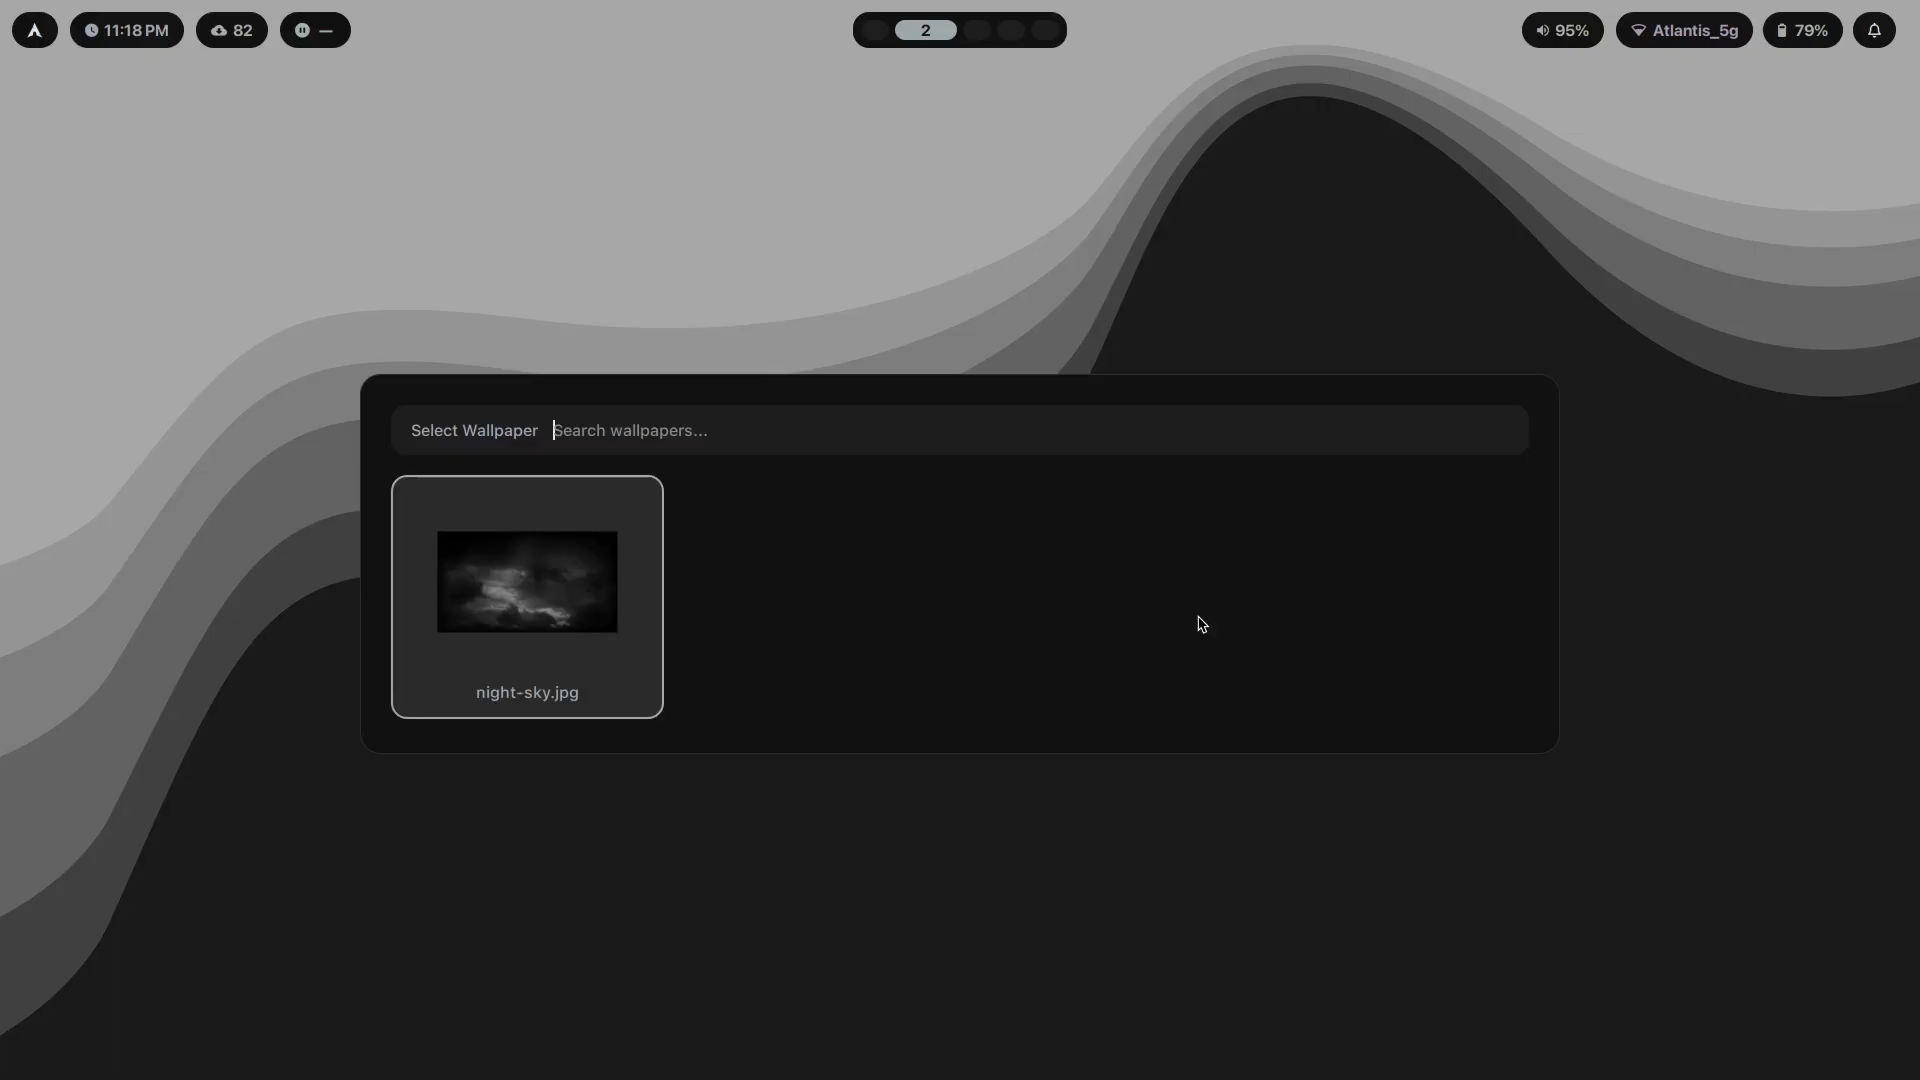 11:18 PM
82
—
2
95%
Atlantis_5g
79%
Select Wallpaper
Search wallpapers...
night-sky.jpg